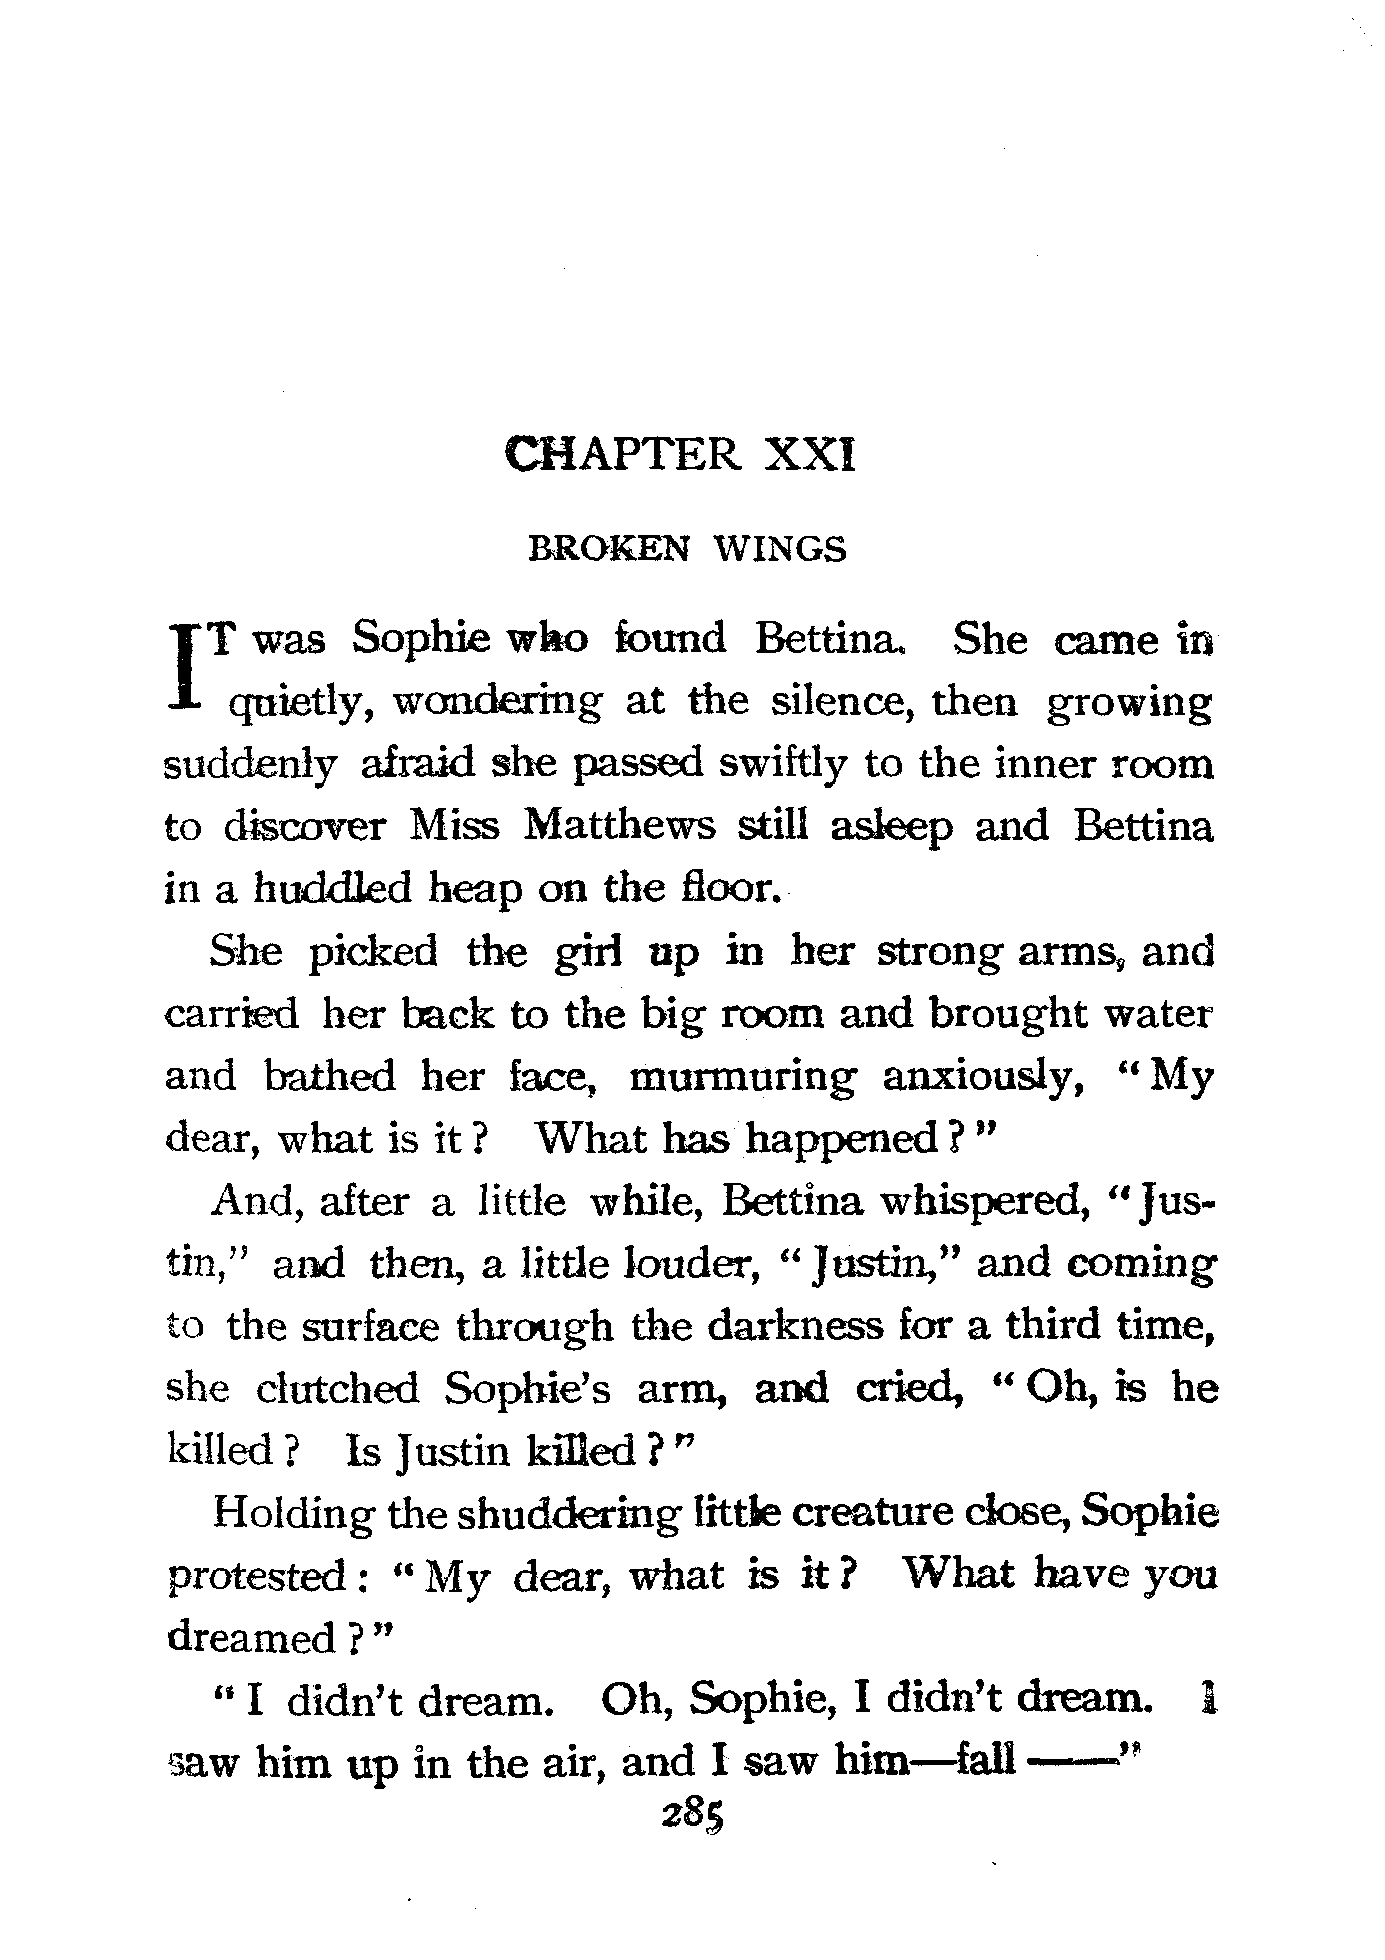 CHAPTER XXI
BROKEN WINGS
IT was Sophie who found Bettina. She came in
quietly, wondering at the silence, then growing
suddenly afraid she passed swiftly to the inner room
to discover Miss Matthews still asleep and Bettina
in a huddled heap on the floor.
She picked the girl up in her strong arms, and
carried her back to the big room and brought water
and bathed her face, murmuring anxiously, “ My
dear, what is it ? What has happened ? ”
And, after a little while, Bettina whispered, “ Jus-
tin,” and then, a little louder, “ Justin,” and coming
to the surface through the darkness for a third time,
she clutched Sophie’s arm, and cried, “ Oh, is he
killed ? Is Justin killed ? ”
Holding the shuddering little creature close, Sophie
protested : “ My dear, what is it ? What have you
dreamed ? ”
“ I didn’t dream. Oh, Sophie, I didn’t dream. I
saw him up in the air, and I saw him—fall ——”
285